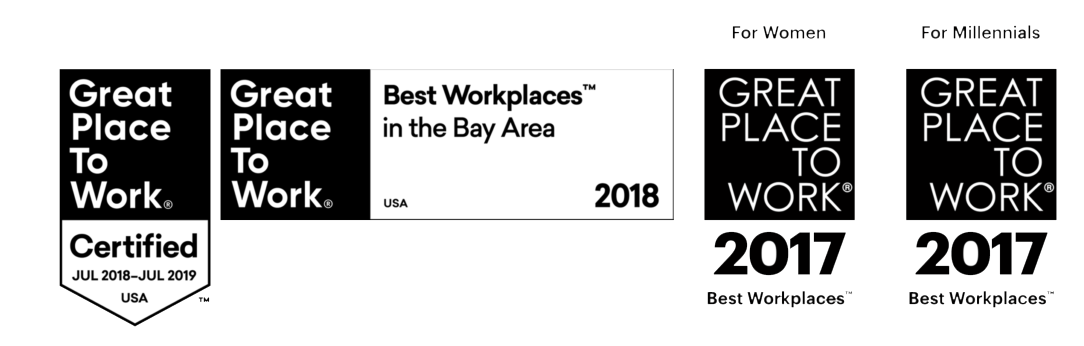 Great
Place
To
Work®
Certified
JUL 2018–JUL 2019
USA
™
Great
Place
To
Work®
Best Workplaces™
in the Bay Area
USA
2018
For Women
GREAT
PLACE
TO
WORK®
2017
Best Workplaces™
For Millennials
GREAT
PLACE
TO
WORK®
2017
Best Workplaces™